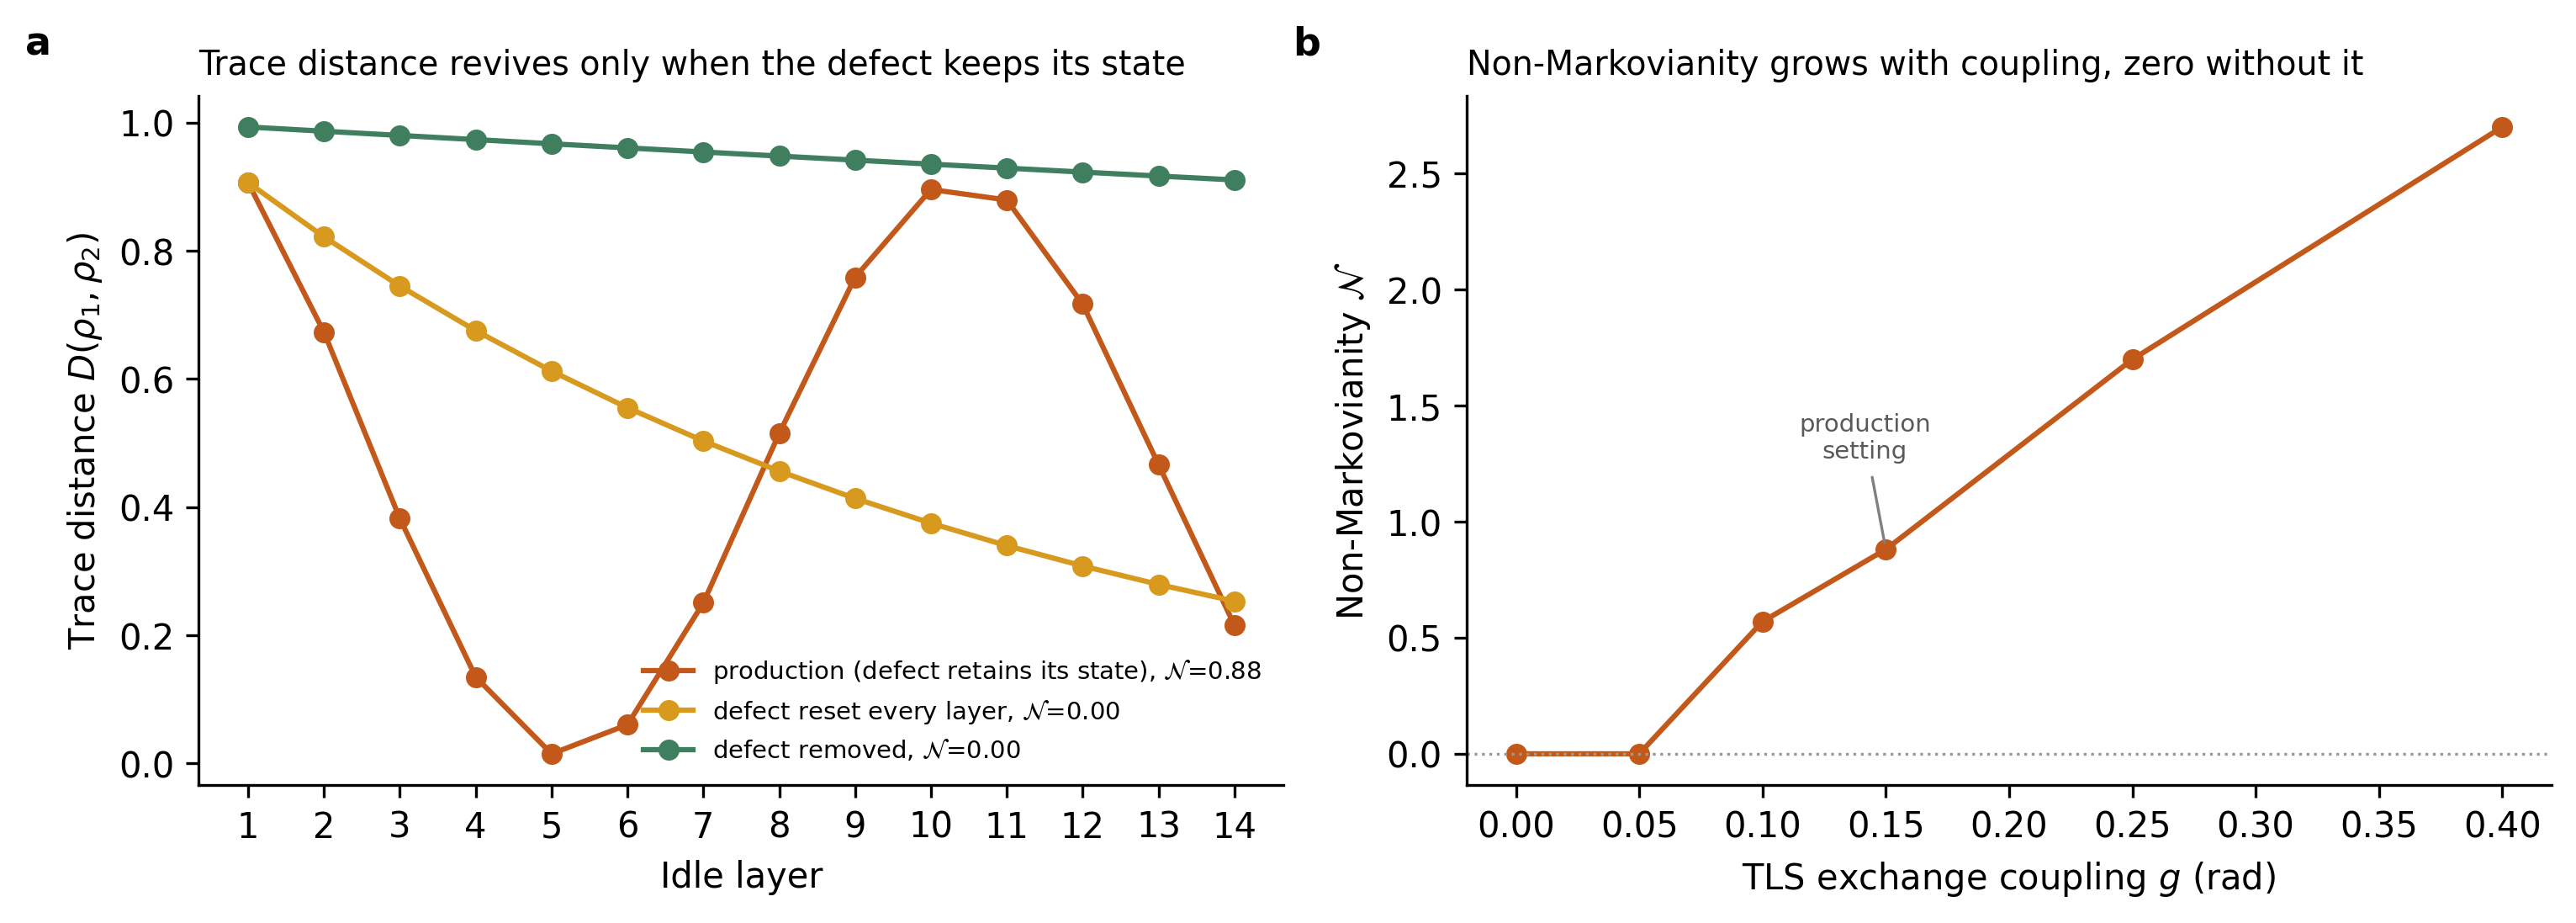 a
Trace distance revives only when the defect keeps its state
1.0
0.8
0.6
0.4
0.2
0.0
Trace distance D(ρ₁, ρ₂)
production (defect retains its state), 𝒩=0.88
defect reset every layer, 𝒩=0.00
defect removed, 𝒩=0.00
1 2 3 4 5 6 7 8 9 10 11 12 13 14
Idle layer
b
Non-Markovianity grows with coupling, zero without it
2.5
2.0
1.5
1.0
0.5
0.0
Non-Markovianity 𝒩
production
setting
0.00 0.05 0.10 0.15 0.20 0.25 0.30 0.35 0.40
TLS exchange coupling g (rad)